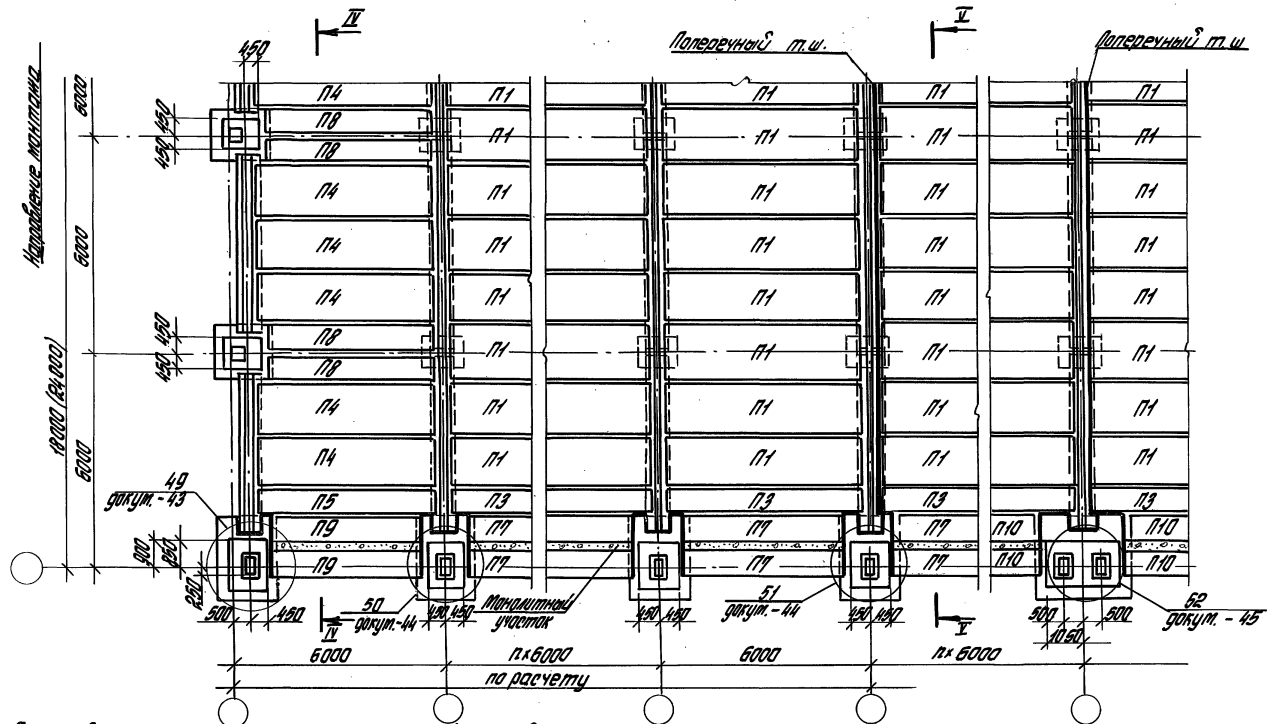 IV
V
450
Поперечный т.ш.
Поперечный т.ш
Направление монтажа
6000
П4 П1 П1 П1 П1
450
П8 П1 П1 П1 П1
450
П8
П4 П1 П1 П1 П1
6000
П4 П1 П1 П1 П1
П4 П1 П1 П1 П1
450
П8 П1 П1 П1 П1
450
П8
18000 (24000)
П4 П1 П1 П1 П1
6000
П4 П1 П1 П1 П1
49
докум.-43
П5 П3 П3 П3 П3
П9 П7 П7 П7 П10 П10
900
850
П9 П7 П7 П7 П10 П10
250
500 450
50
докум.-44
450 450
Монолитный
участок
450 450
51
докум.-44
450 450
500 500
1050
52
докум. - 45
IV
V
6000 п×6000 6000 п×6000
по расчету